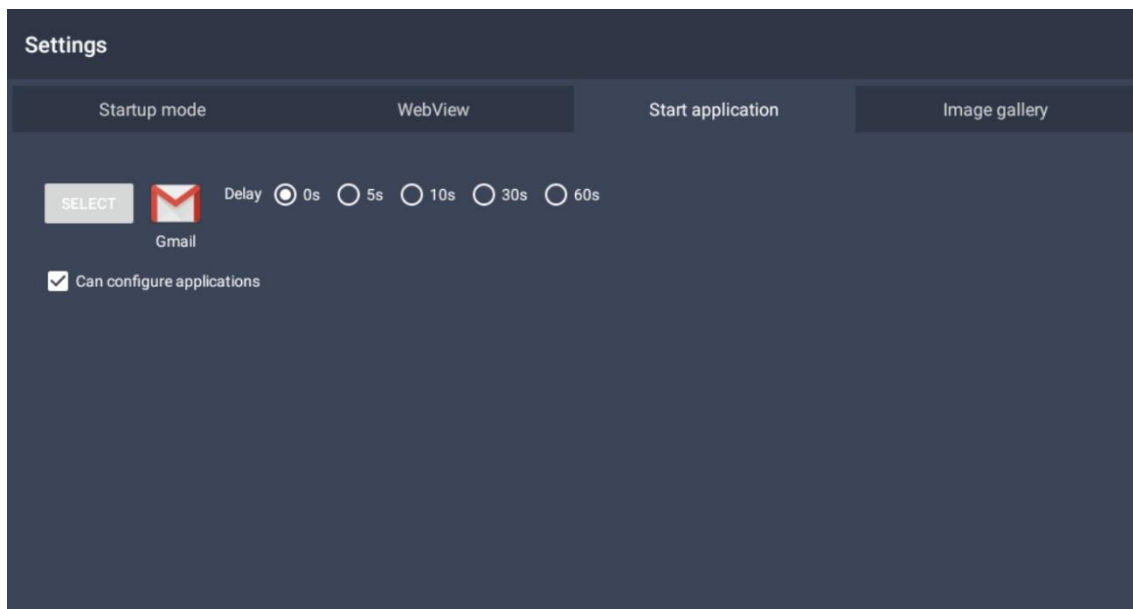 Settings
Startup mode WebView Start application Image gallery
SELECT Delay 0s 5s 10s 30s 60s
Gmail
Can configure applications